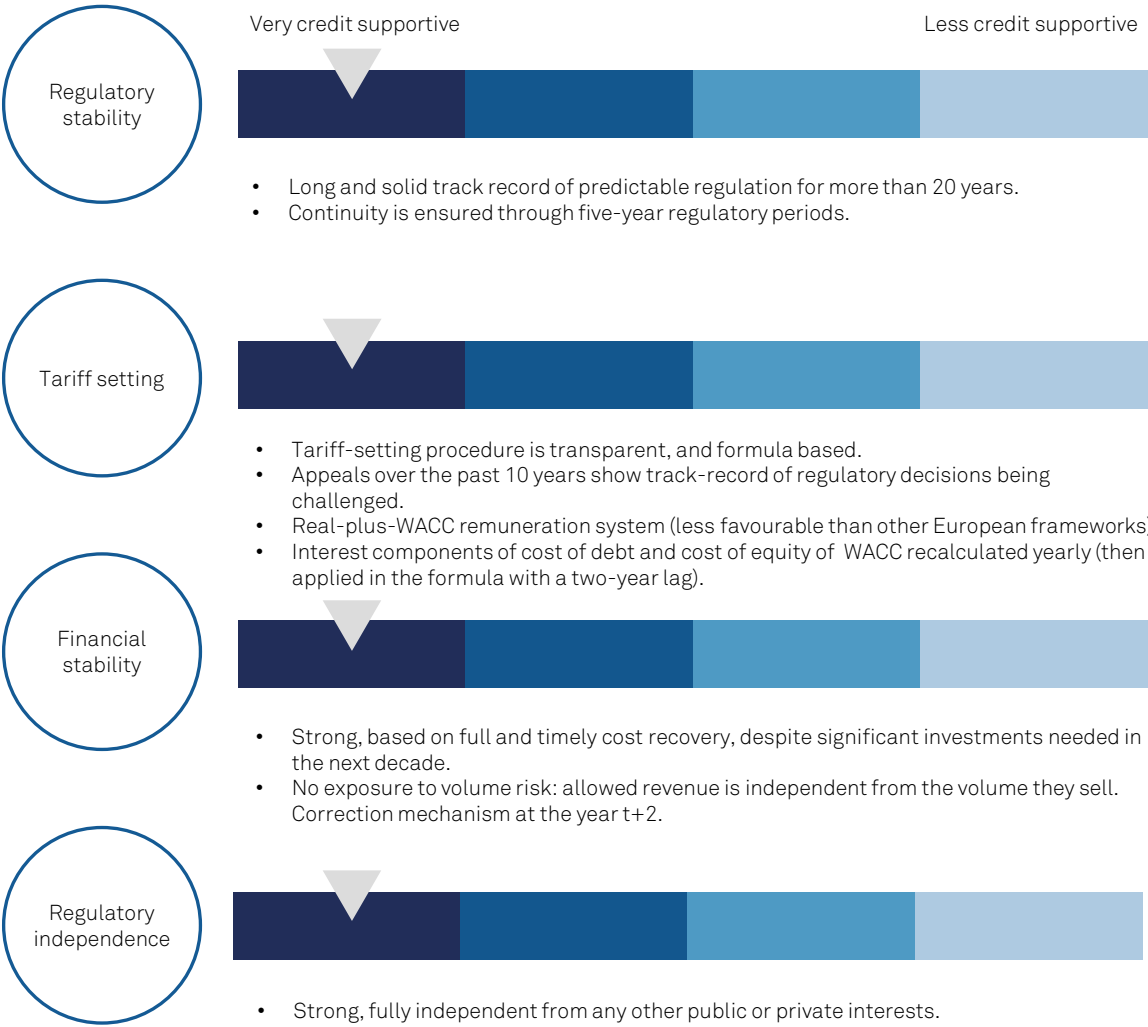 Very credit supportive
Less credit supportive
Regulatory
stability
• Long and solid track record of predictable regulation for more than 20 years.
• Continuity is ensured through five-year regulatory periods.
Tariff setting
• Tariff-setting procedure is transparent, and formula based.
• Appeals over the past 10 years show track-record of regulatory decisions being
challenged.
• Real-plus-WACC remuneration system (less favourable than other European frameworks)
• Interest components of cost of debt and cost of equity of WACC recalculated yearly (then
applied in the formula with a two-year lag).
Financial
stability
• Strong, based on full and timely cost recovery, despite significant investments needed in
the next decade.
• No exposure to volume risk: allowed revenue is independent from the volume they sell.
Correction mechanism at the year t+2.
Regulatory
independence
• Strong, fully independent from any other public or private interests.